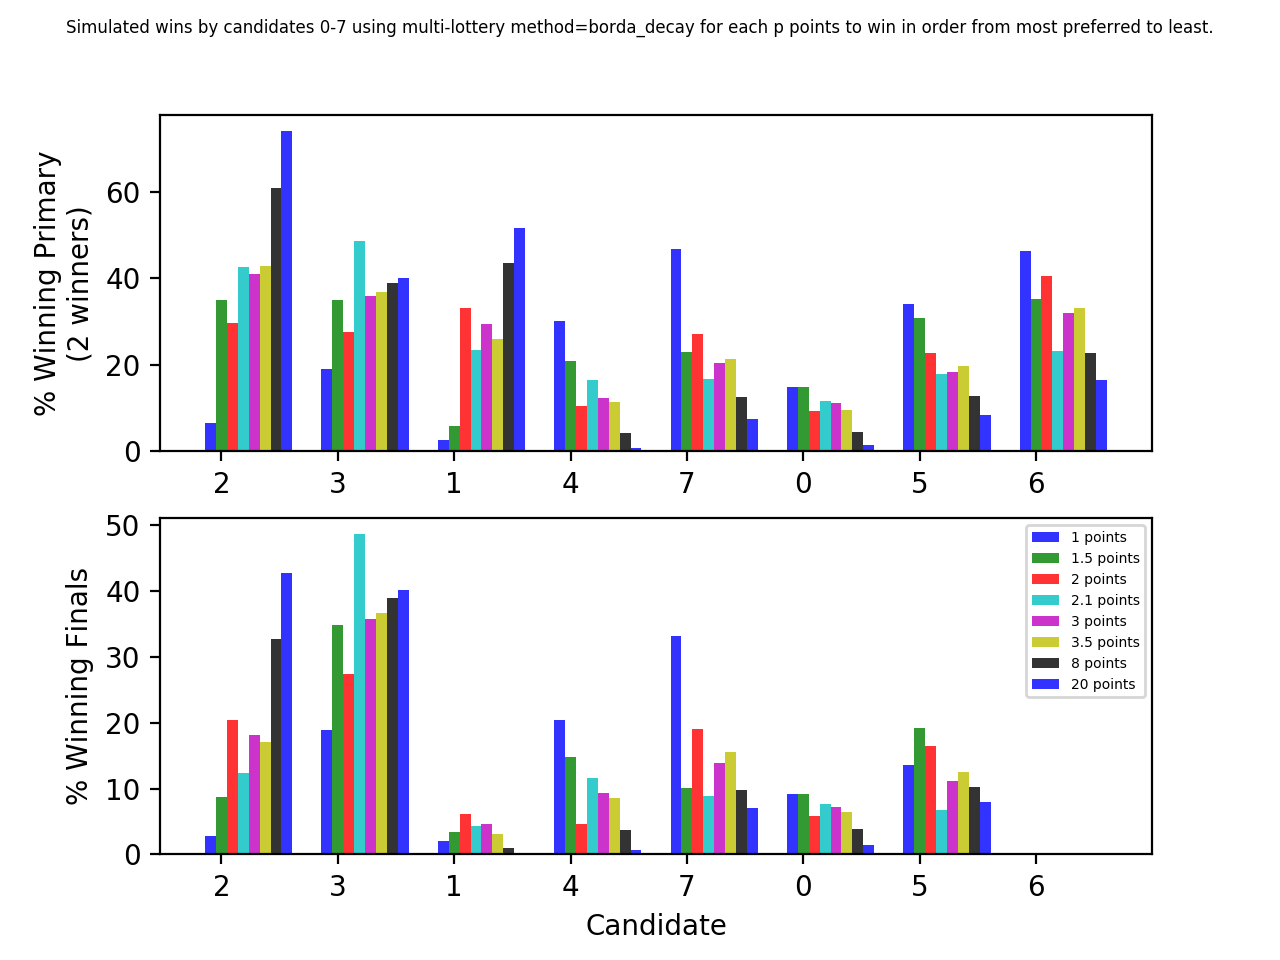 Simulated wins by candidates 0-7 using multi-lottery method=borda_decay for each p points to win in order from most preferred to least.
% Winning Primary
(2 winners)
60
40
20
0
2 3 1 4 7 0 5 6
% Winning Finals
50
40
30
20
10
0
1 points
1.5 points
2 points
2.1 points
3 points
3.5 points
8 points
20 points
2 3 1 4 7 0 5 6
Candidate